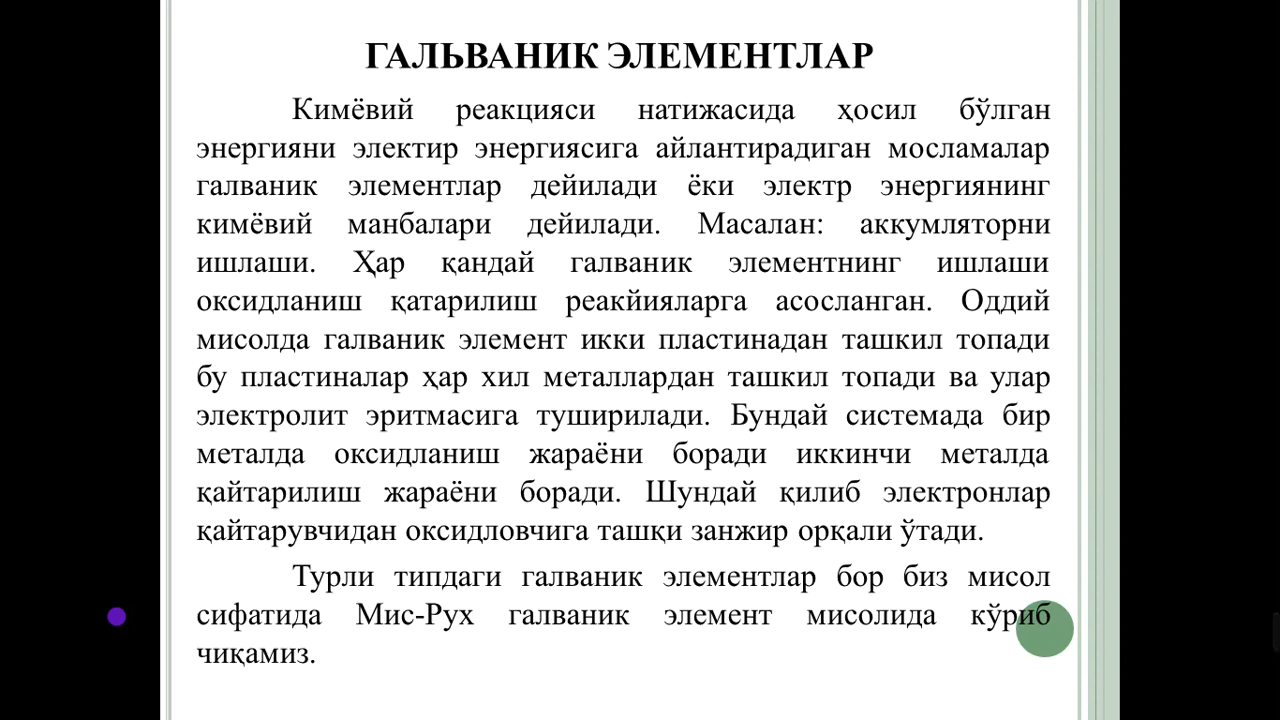 ГАЛЬВАНИК ЭЛЕМЕНТЛАР
Кимёвий реакцияси натижасида ҳосил бўлган
энергияни электир энергиясига айлантирадиган мосламалар
галваник элементлар дейилади ёки электр энергиянинг
кимёвий манбалари дейилади. Масалан: аккумляторни
ишлаши. Ҳар қандай галваник элементнинг ишлаши
оксидланиш қатарилиш реакйияларга асосланган. Оддий
мисолда галваник элемент икки пластинадан ташкил топади
бу пластиналар ҳар хил металлардан ташкил топади ва улар
электролит эритмасига туширилади. Бундай системада бир
металда оксидланиш жараёни боради иккинчи металда
қайтарилиш жараёни боради. Шундай қилиб электронлар
қайтарувчидан оксидловчига ташқи занжир орқали ўтади.
Турли типдаги галваник элементлар бор биз мисол
сифатида Мис-Рух галваник элемент мисолида кўриб
чиқамиз.